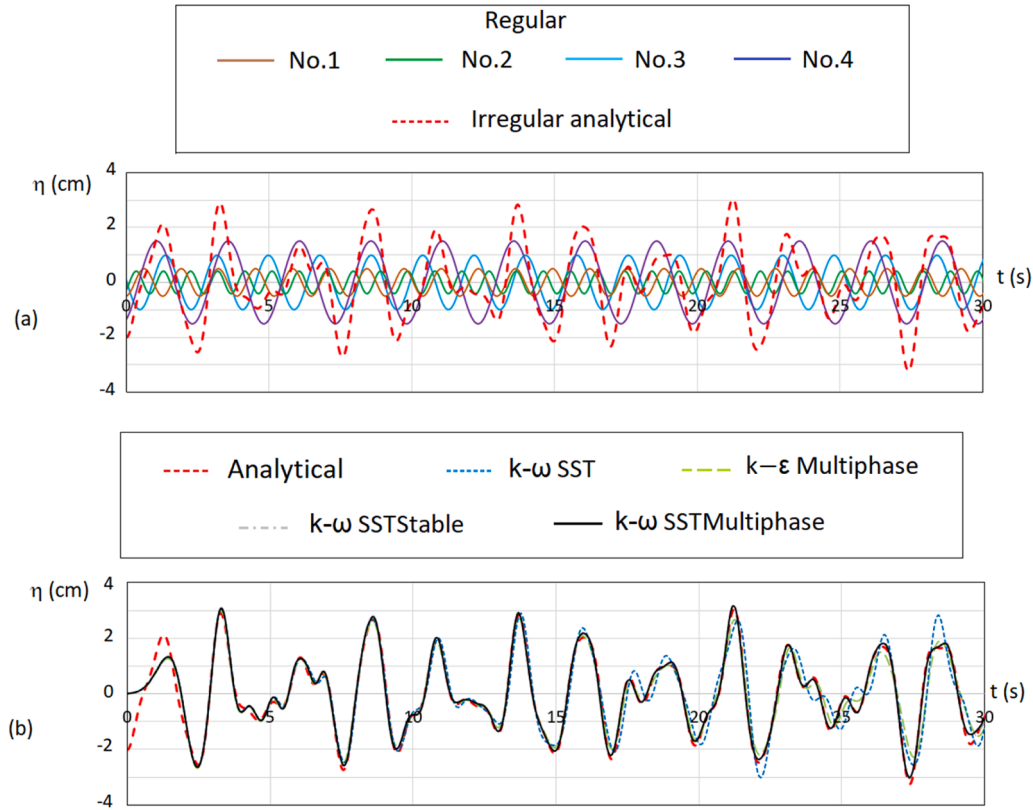 Regular
No.1 No.2 No.3 No.4
Irregular analytical
η (cm)
4
2
0
-2
-4
0 5 10 15 20 25 30
t (s)
(a)
Analytical k-ω SST k−ε Multiphase
k-ω SSTStable k-ω SSTMultiphase
η (cm)
4
2
0
-2
-4
0 5 10 15 20 25 30
t (s)
(b)